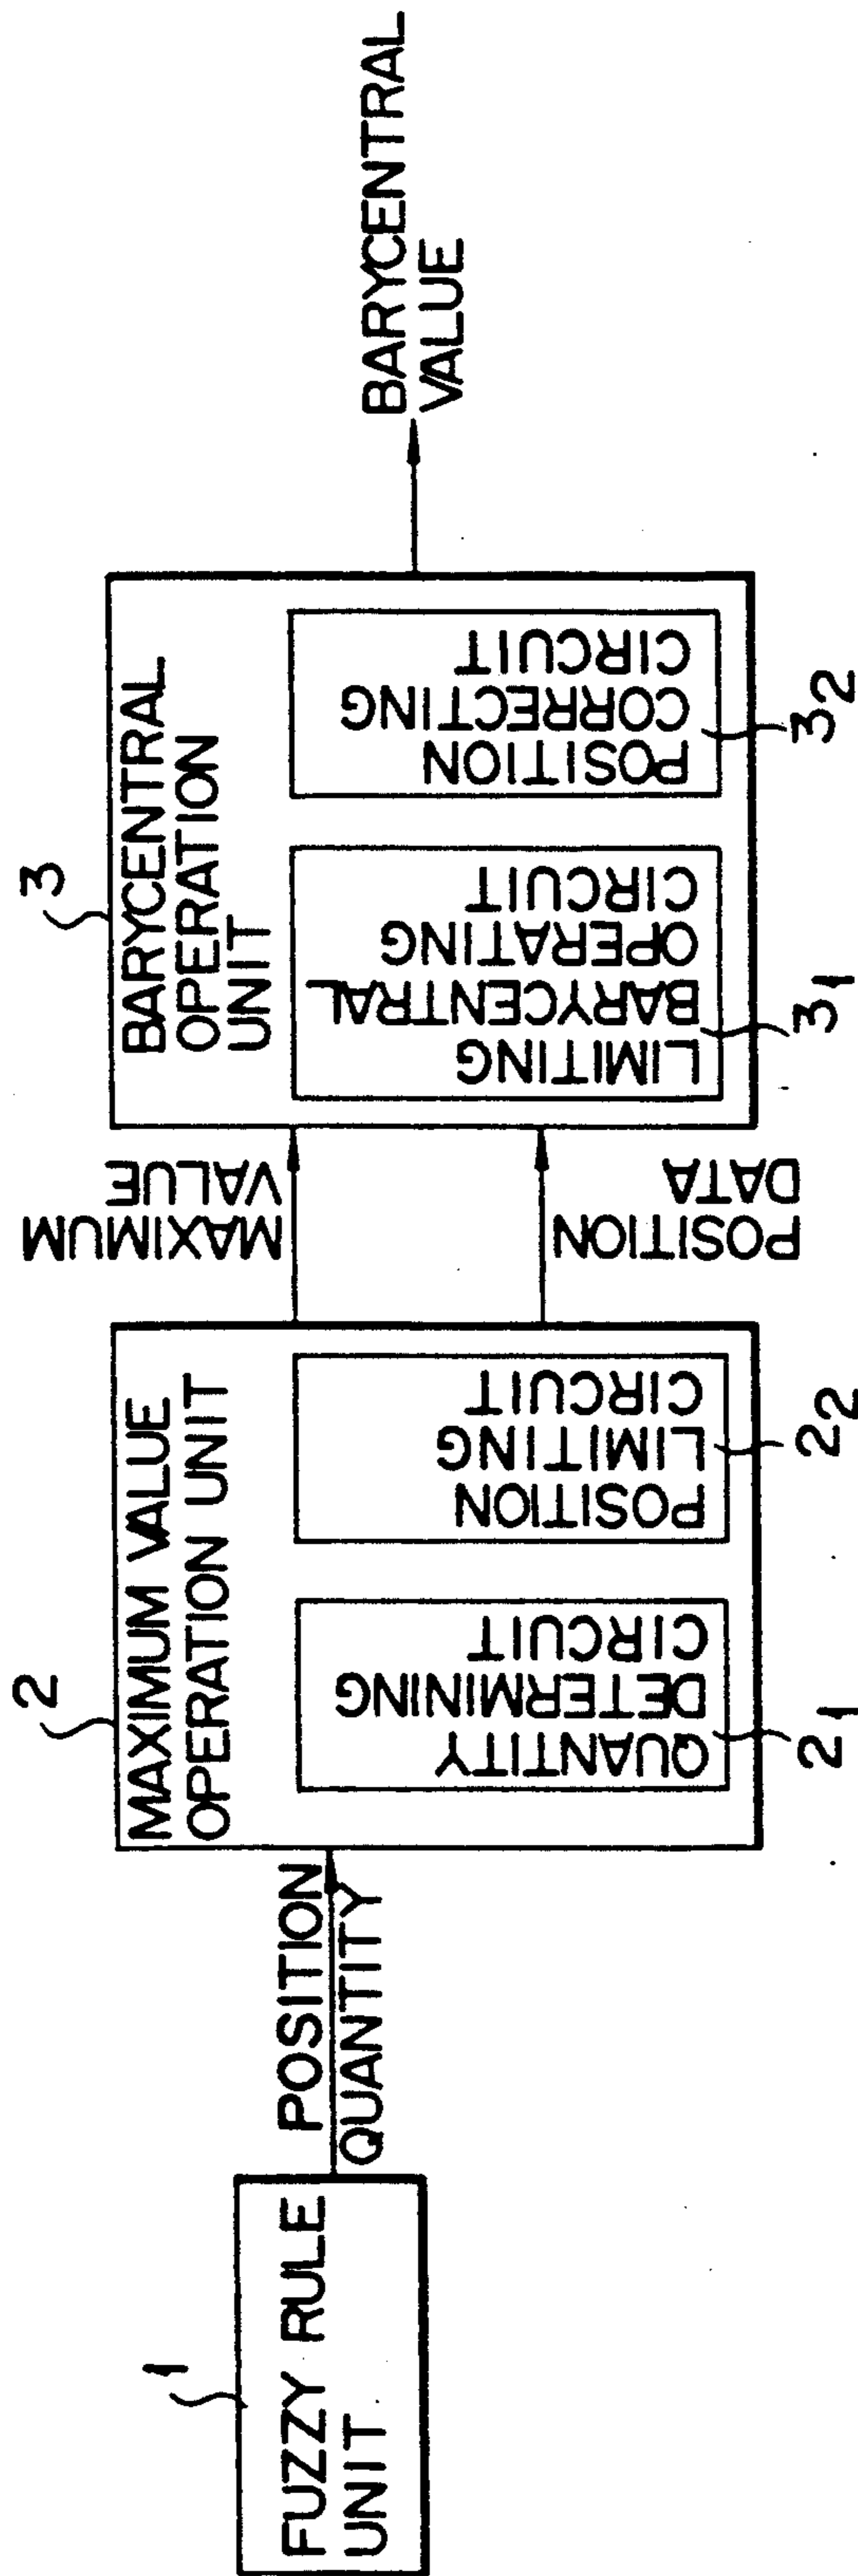 1
FUZZY RULE
UNIT
POSITION
QUANTITY
2
MAXIMUM VALUE
OPERATION UNIT
QUANTITY
DETERMINING
CIRCUIT
21
POSITION
LIMITING
CIRCUIT
22
MAXIMUM
VALUE
POSITION
DATA
3
BARYCENTRAL
OPERATION
UNIT
LIMITING
BARYCENTRAL
OPERATING
CIRCUIT
31
POSITION
CORRECTING
CIRCUIT
32
BARYCENTRAL
VALUE